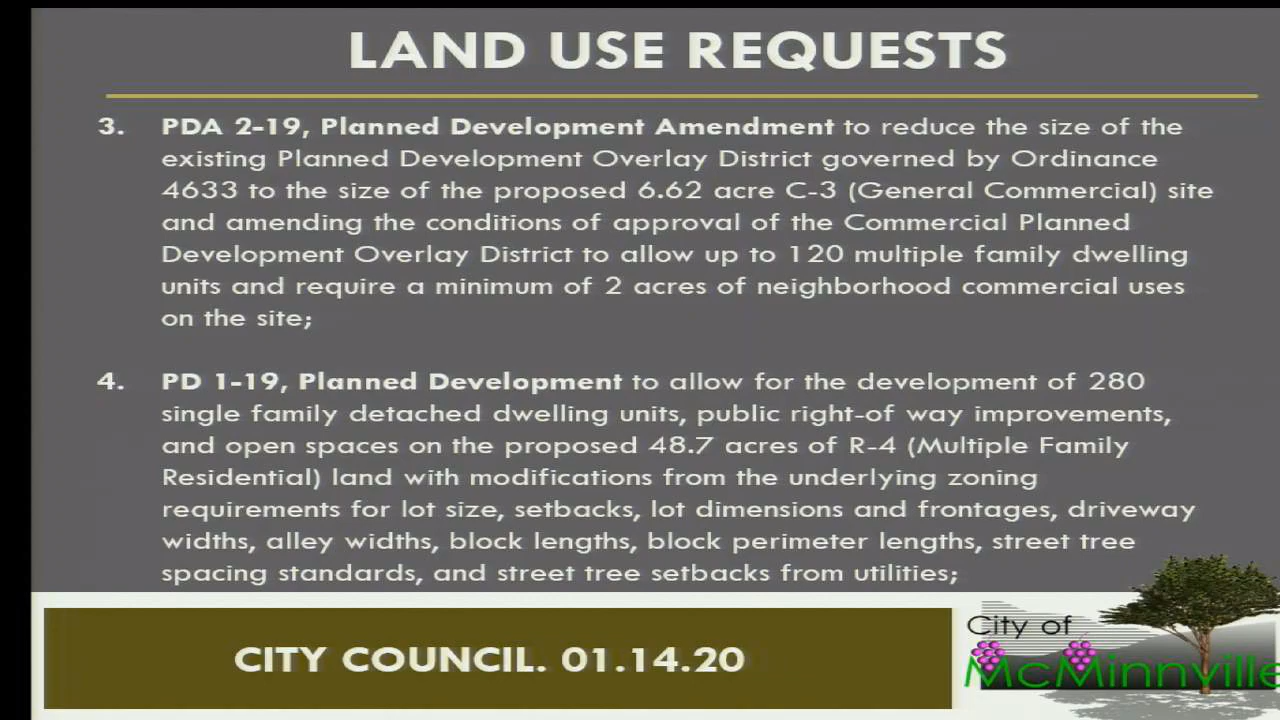 LAND USE REQUESTS
3. PDA 2-19, Planned Development Amendment to reduce the size of the
existing Planned Development Overlay District governed by Ordinance
4633 to the size of the proposed 6.62 acre C-3 (General Commercial) site
and amending the conditions of approval of the Commercial Planned
Development Overlay District to allow up to 120 multiple family dwelling
units and require a minimum of 2 acres of neighborhood commercial uses
on the site;
4. PD 1-19, Planned Development to allow for the development of 280
single family detached dwelling units, public right-of way improvements,
and open spaces on the proposed 48.7 acres of R-4 (Multiple Family
Residential) land with modifications from the underlying zoning
requirements for lot size, setbacks, lot dimensions and frontages, driveway
widths, alley widths, block lengths, block perimeter lengths, street tree
spacing standards, and street tree setbacks from utilities;
CITY COUNCIL. 01.14.20
City of
McMinnville